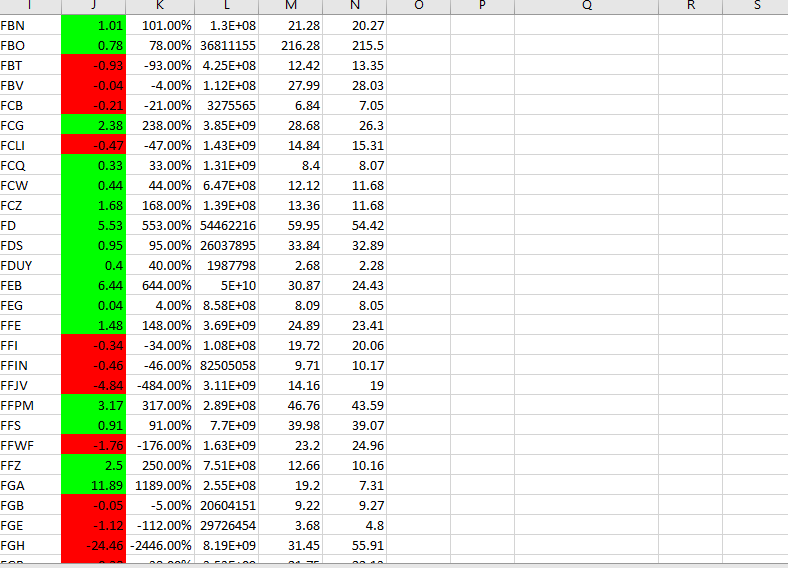 I J K L M N O P Q R S
FBN 1.01 101.00% 1.3E+08 21.28 20.27
FBO 0.78 78.00% 36811155 216.28 215.5
FBT -0.93 -93.00% 4.25E+08 12.42 13.35
FBV -0.04 -4.00% 1.12E+08 27.99 28.03
FCB -0.21 -21.00% 3275565 6.84 7.05
FCG 2.38 238.00% 3.85E+09 28.68 26.3
FCLI -0.47 -47.00% 1.43E+09 14.84 15.31
FCQ 0.33 33.00% 1.31E+09 8.4 8.07
FCW 0.44 44.00% 6.47E+08 12.12 11.68
FCZ 1.68 168.00% 1.39E+08 13.36 11.68
FD 5.53 553.00% 54462216 59.95 54.42
FDS 0.95 95.00% 26037895 33.84 32.89
FDUY 0.4 40.00% 1987798 2.68 2.28
FEB 6.44 644.00% 5E+10 30.87 24.43
FEG 0.04 4.00% 8.58E+08 8.09 8.05
FFE 1.48 148.00% 3.69E+09 24.89 23.41
FFI -0.34 -34.00% 1.08E+08 19.72 20.06
FFIN -0.46 -46.00% 82505058 9.71 10.17
FFJV -4.84 -484.00% 3.11E+09 14.16 19
FFPM 3.17 317.00% 2.89E+08 46.76 43.59
FFS 0.91 91.00% 7.7E+09 39.98 39.07
FFWF -1.76 -176.00% 1.63E+09 23.2 24.96
FFZ 2.5 250.00% 7.51E+08 12.66 10.16
FGA 11.89 1189.00% 2.55E+08 19.2 7.31
FGB -0.05 -5.00% 20604151 9.22 9.27
FGE -1.12 -112.00% 29726454 3.68 4.8
FGH -24.46 -2446.00% 8.19E+09 31.45 55.91